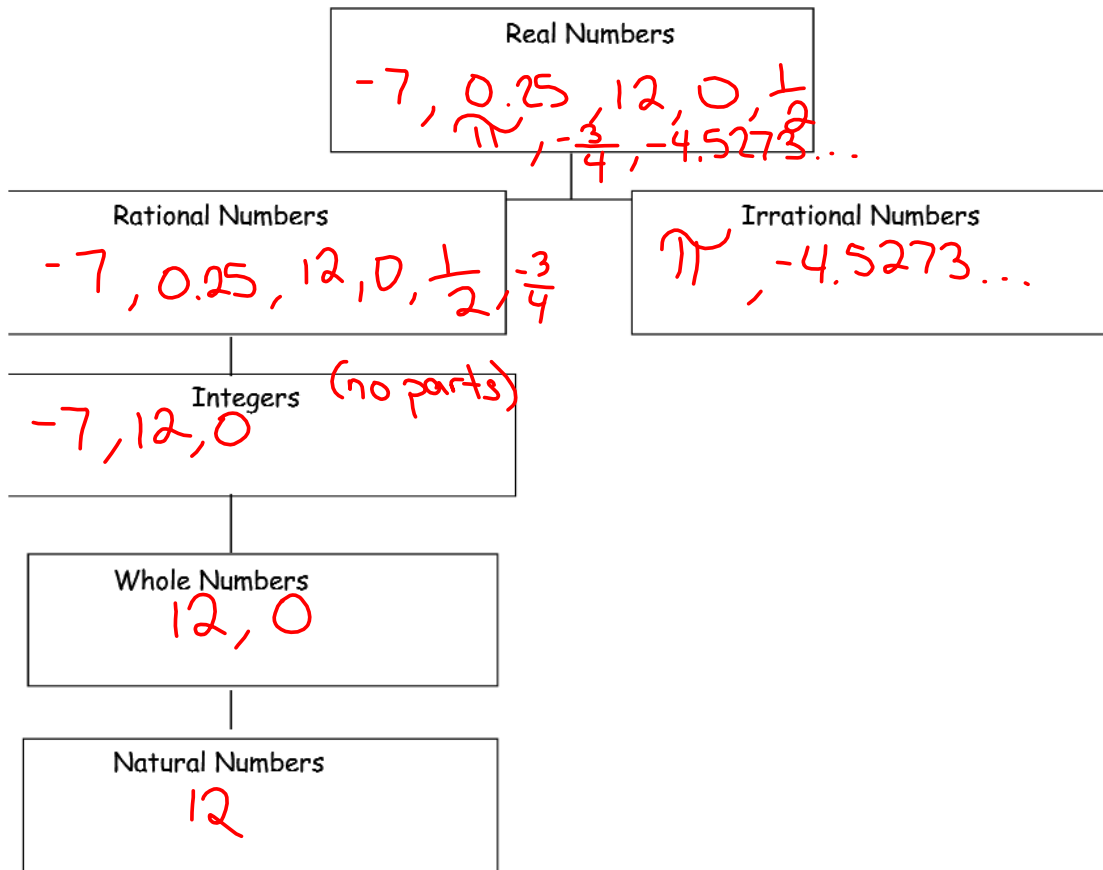 Real Numbers
-7, 0.25, 12, 0, 1/2
π, -3/4, -4.5273...
Rational Numbers
-7, 0.25, 12, 0, 1/2, -3/4
Irrational Numbers
π, -4.5273...
Integers (no parts)
-7, 12, 0
Whole Numbers
12, 0
Natural Numbers
12